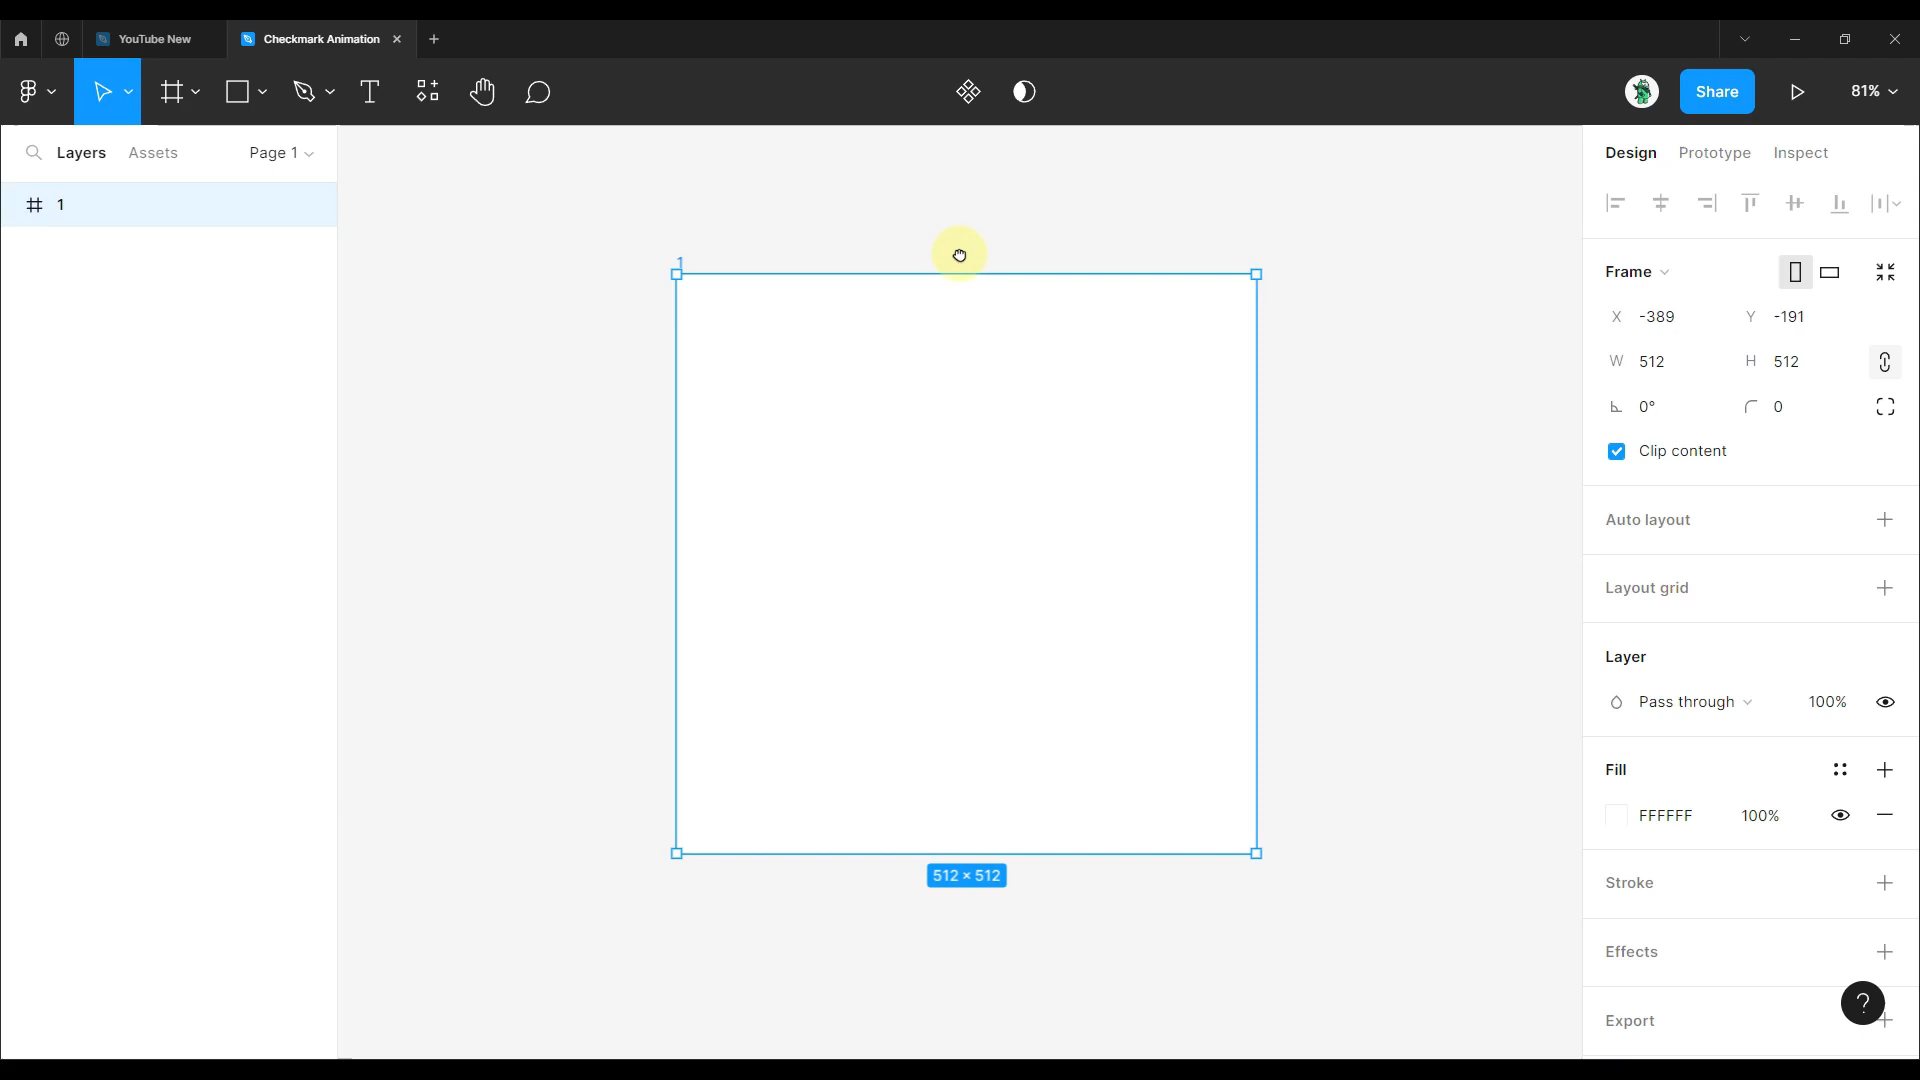 YouTube New
Checkmark Animation
Share
81%
Layers Assets Page 1
1
1
512 × 512
Design Prototype Inspect
Frame
X -389 Y -191
W 512 H 512
0° 0
Clip content
Auto layout
Layout grid
Layer
Pass through 100%
Fill
FFFFFF 100%
Stroke
Effects
?
Export